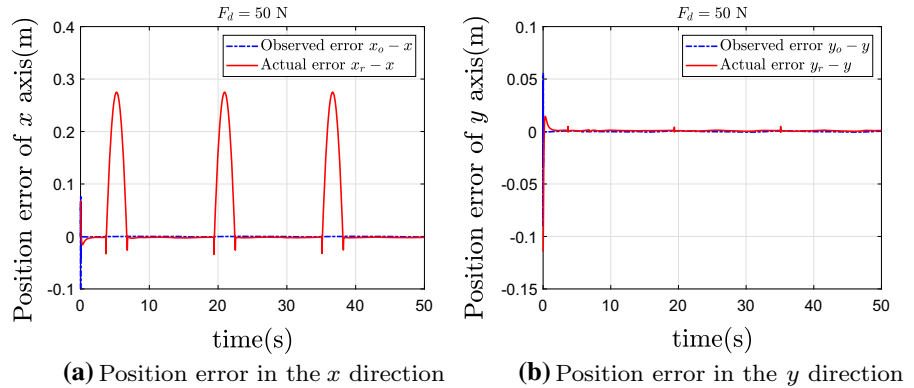 F_d = 50 N
0.4
0.3
0.2
0.1
0
-0.1
Position error of x axis(m)
Observed error x_o − x
Actual error x_r − x
0 10 20 30 40 50
time(s)
(a) Position error in the x direction
F_d = 50 N
0.1
0.05
0
-0.05
-0.1
-0.15
Position error of y axis(m)
Observed error y_o − y
Actual error y_r − y
0 10 20 30 40 50
time(s)
(b) Position error in the y direction